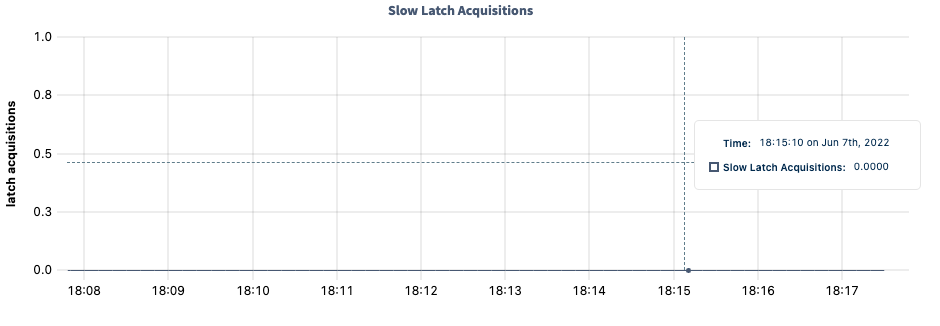 Slow Latch Acquisitions
latch acquisitions
1.0
0.8
0.5
0.3
0.0
Time: 18:15:10 on Jun 7th, 2022
Slow Latch Acquisitions: 0.0000
18:08 18:09 18:10 18:11 18:12 18:13 18:14 18:15 18:16 18:17